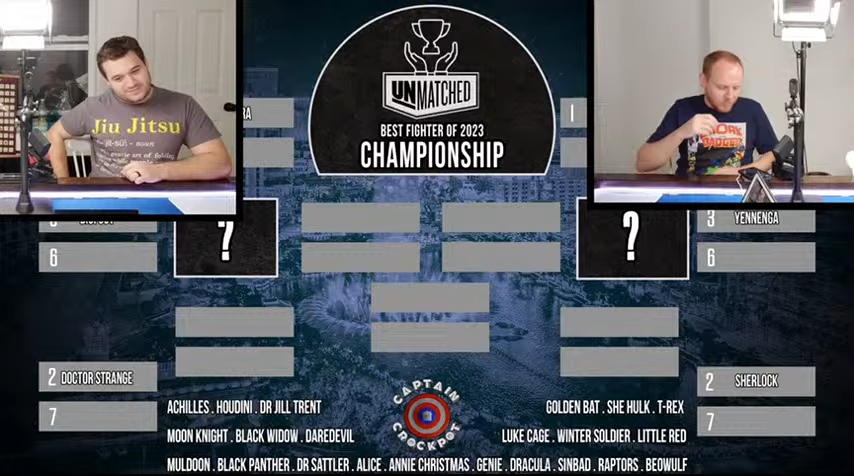 UNMATCHED
BEST FIGHTER OF 2023
CHAMPIONSHIP
Jiu Jitsu
1
?
?
6
3 YENNENGA
6
2 DOCTOR STRANGE
7
2 SHERLOCK
7
CAPTAIN CROCKPOT
ACHILLES . HOUDINI . DR JILL TRENT
MOON KNIGHT . BLACK WIDOW . DAREDEVIL
GOLDEN BAT . SHE HULK . T-REX
LUKE CAGE . WINTER SOLDIER . LITTLE RED
MULDOON . BLACK PANTHER . DR SATTLER . ALICE . ANNIE CHRISTMAS . GENIE . DRACULA . SINBAD . RAPTORS . BEOWULF